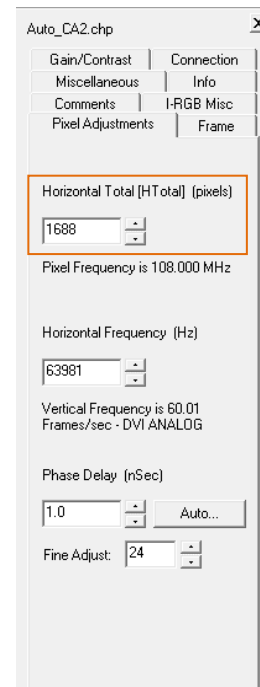 Auto_CA2.chp
X
Gain/Contrast Connection
Miscellaneous Info
Comments I-RGB Misc
Pixel Adjustments Frame
Horizontal Total [HTotal] (pixels)
1688
Pixel Frequency is 108.000 MHz
Horizontal Frequency (Hz)
63981
Vertical Frequency is 60.01
Frames/sec - DVI ANALOG
Phase Delay (nSec)
1.0 Auto...
Fine Adjust: 24